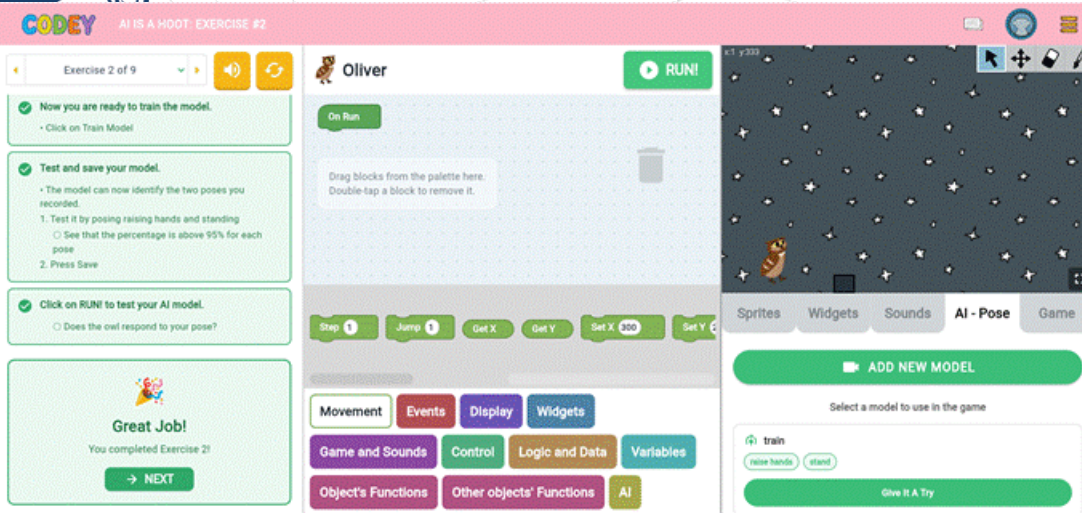 CODEY
AI IS A HOOT: EXERCISE #2
Exercise 2 of 9
Now you are ready to train the model.
• Click on Train Model
Test and save your model.
• The model can now identify the two poses you
recorded.
1. Test it by posing raising hands and standing
See that the percentage is above 95% for each
pose
2. Press Save
Click on RUN! to test your AI model.
Does the owl respond to your pose?
Great Job!
You completed Exercise 2!
→ NEXT
Oliver
RUN!
On Run
Drag blocks from the palette here.
Double-tap a block to remove it.
Step 1
Jump 1
Get X
Get Y
Set X 300
Set Y
Movement
Events
Display
Widgets
Game and Sounds
Control
Logic and Data
Variables
Object's Functions
Other objects' Functions
AI
x:1 y:333
Sprites
Widgets
Sounds
AI - Pose
Game
ADD NEW MODEL
Select a model to use in the game
train
raise hands
stand
Give It A Try